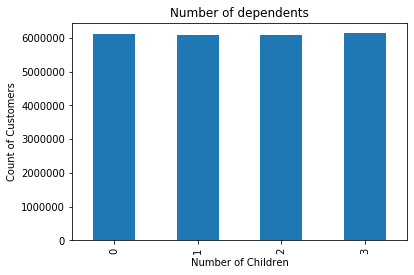 Number of dependents
Count of Customers
6000000
5000000
4000000
3000000
2000000
1000000
0
0 1 2 3
Number of Children